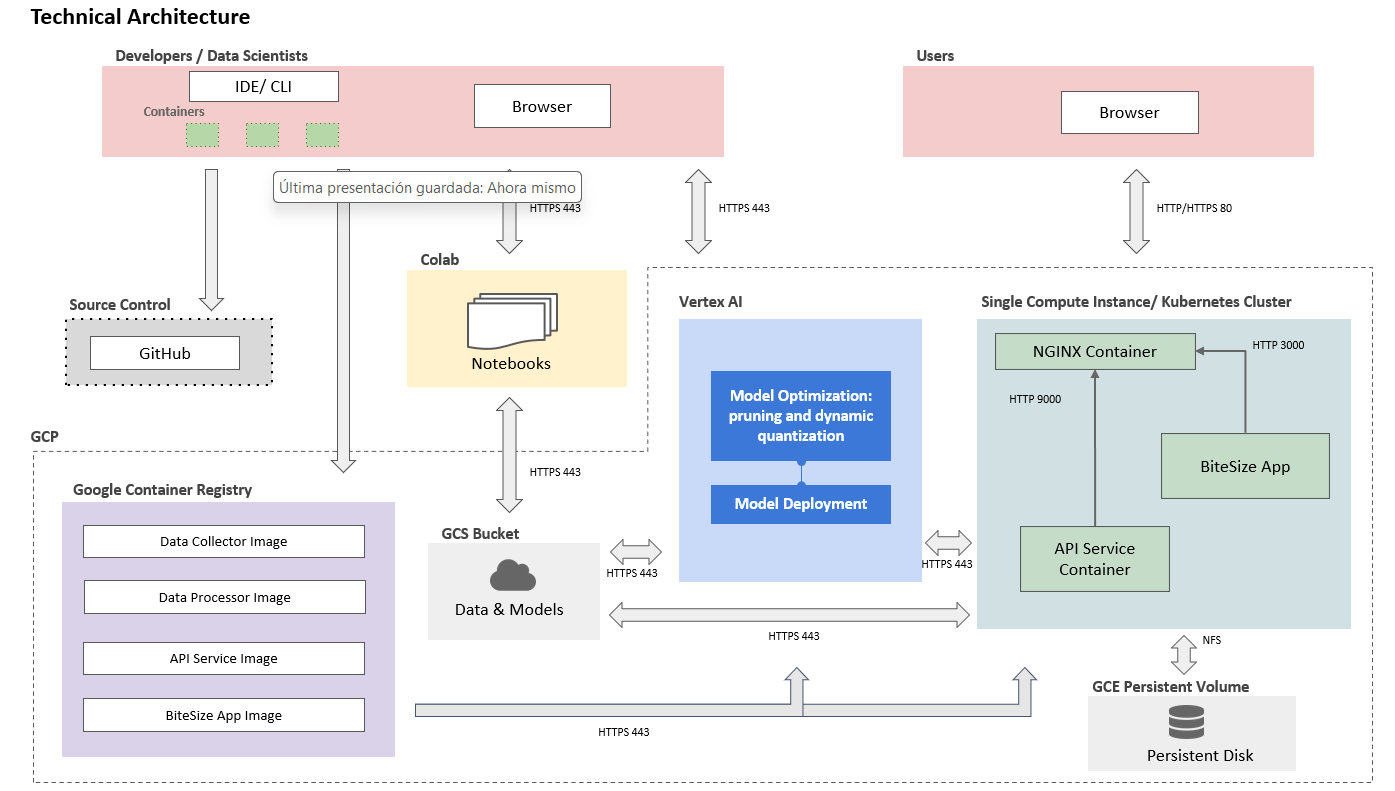 Technical Architecture
Developers / Data Scientists
Users
IDE/ CLI
Containers
Browser
Browser
Última presentación guardada: Ahora mismo
HTTPS 443
HTTPS 443
HTTP/HTTPS 80
Colab
Notebooks
Source Control
GitHub
Vertex AI
Model Optimization:
pruning and dynamic
quantization
Model Deployment
Single Compute Instance/ Kubernetes Cluster
NGINX Container
HTTP 3000
HTTP 9000
BiteSize App
API Service
Container
GCP
HTTPS 443
Google Container Registry
Data Collector Image
Data Processor Image
API Service Image
BiteSize App Image
GCS Bucket
Data & Models
HTTPS 443
HTTPS 443
HTTPS 443
NFS
GCE Persistent Volume
Persistent Disk
HTTPS 443